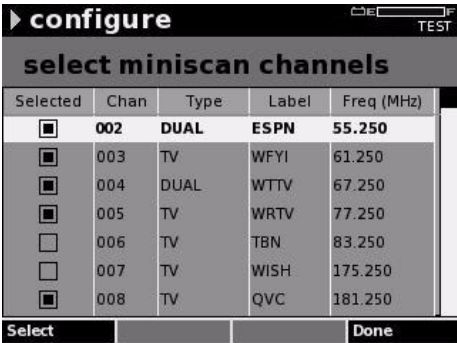 configure
E F
TEST
select miniscan channels
Selected Chan Type Label Freq (MHz)
002 DUAL ESPN 55.250
003 TV WFYI 61.250
004 DUAL WTTV 67.250
005 TV WRTV 77.250
006 TV TBN 83.250
007 TV WISH 175.250
008 TV QVC 181.250
Select Done